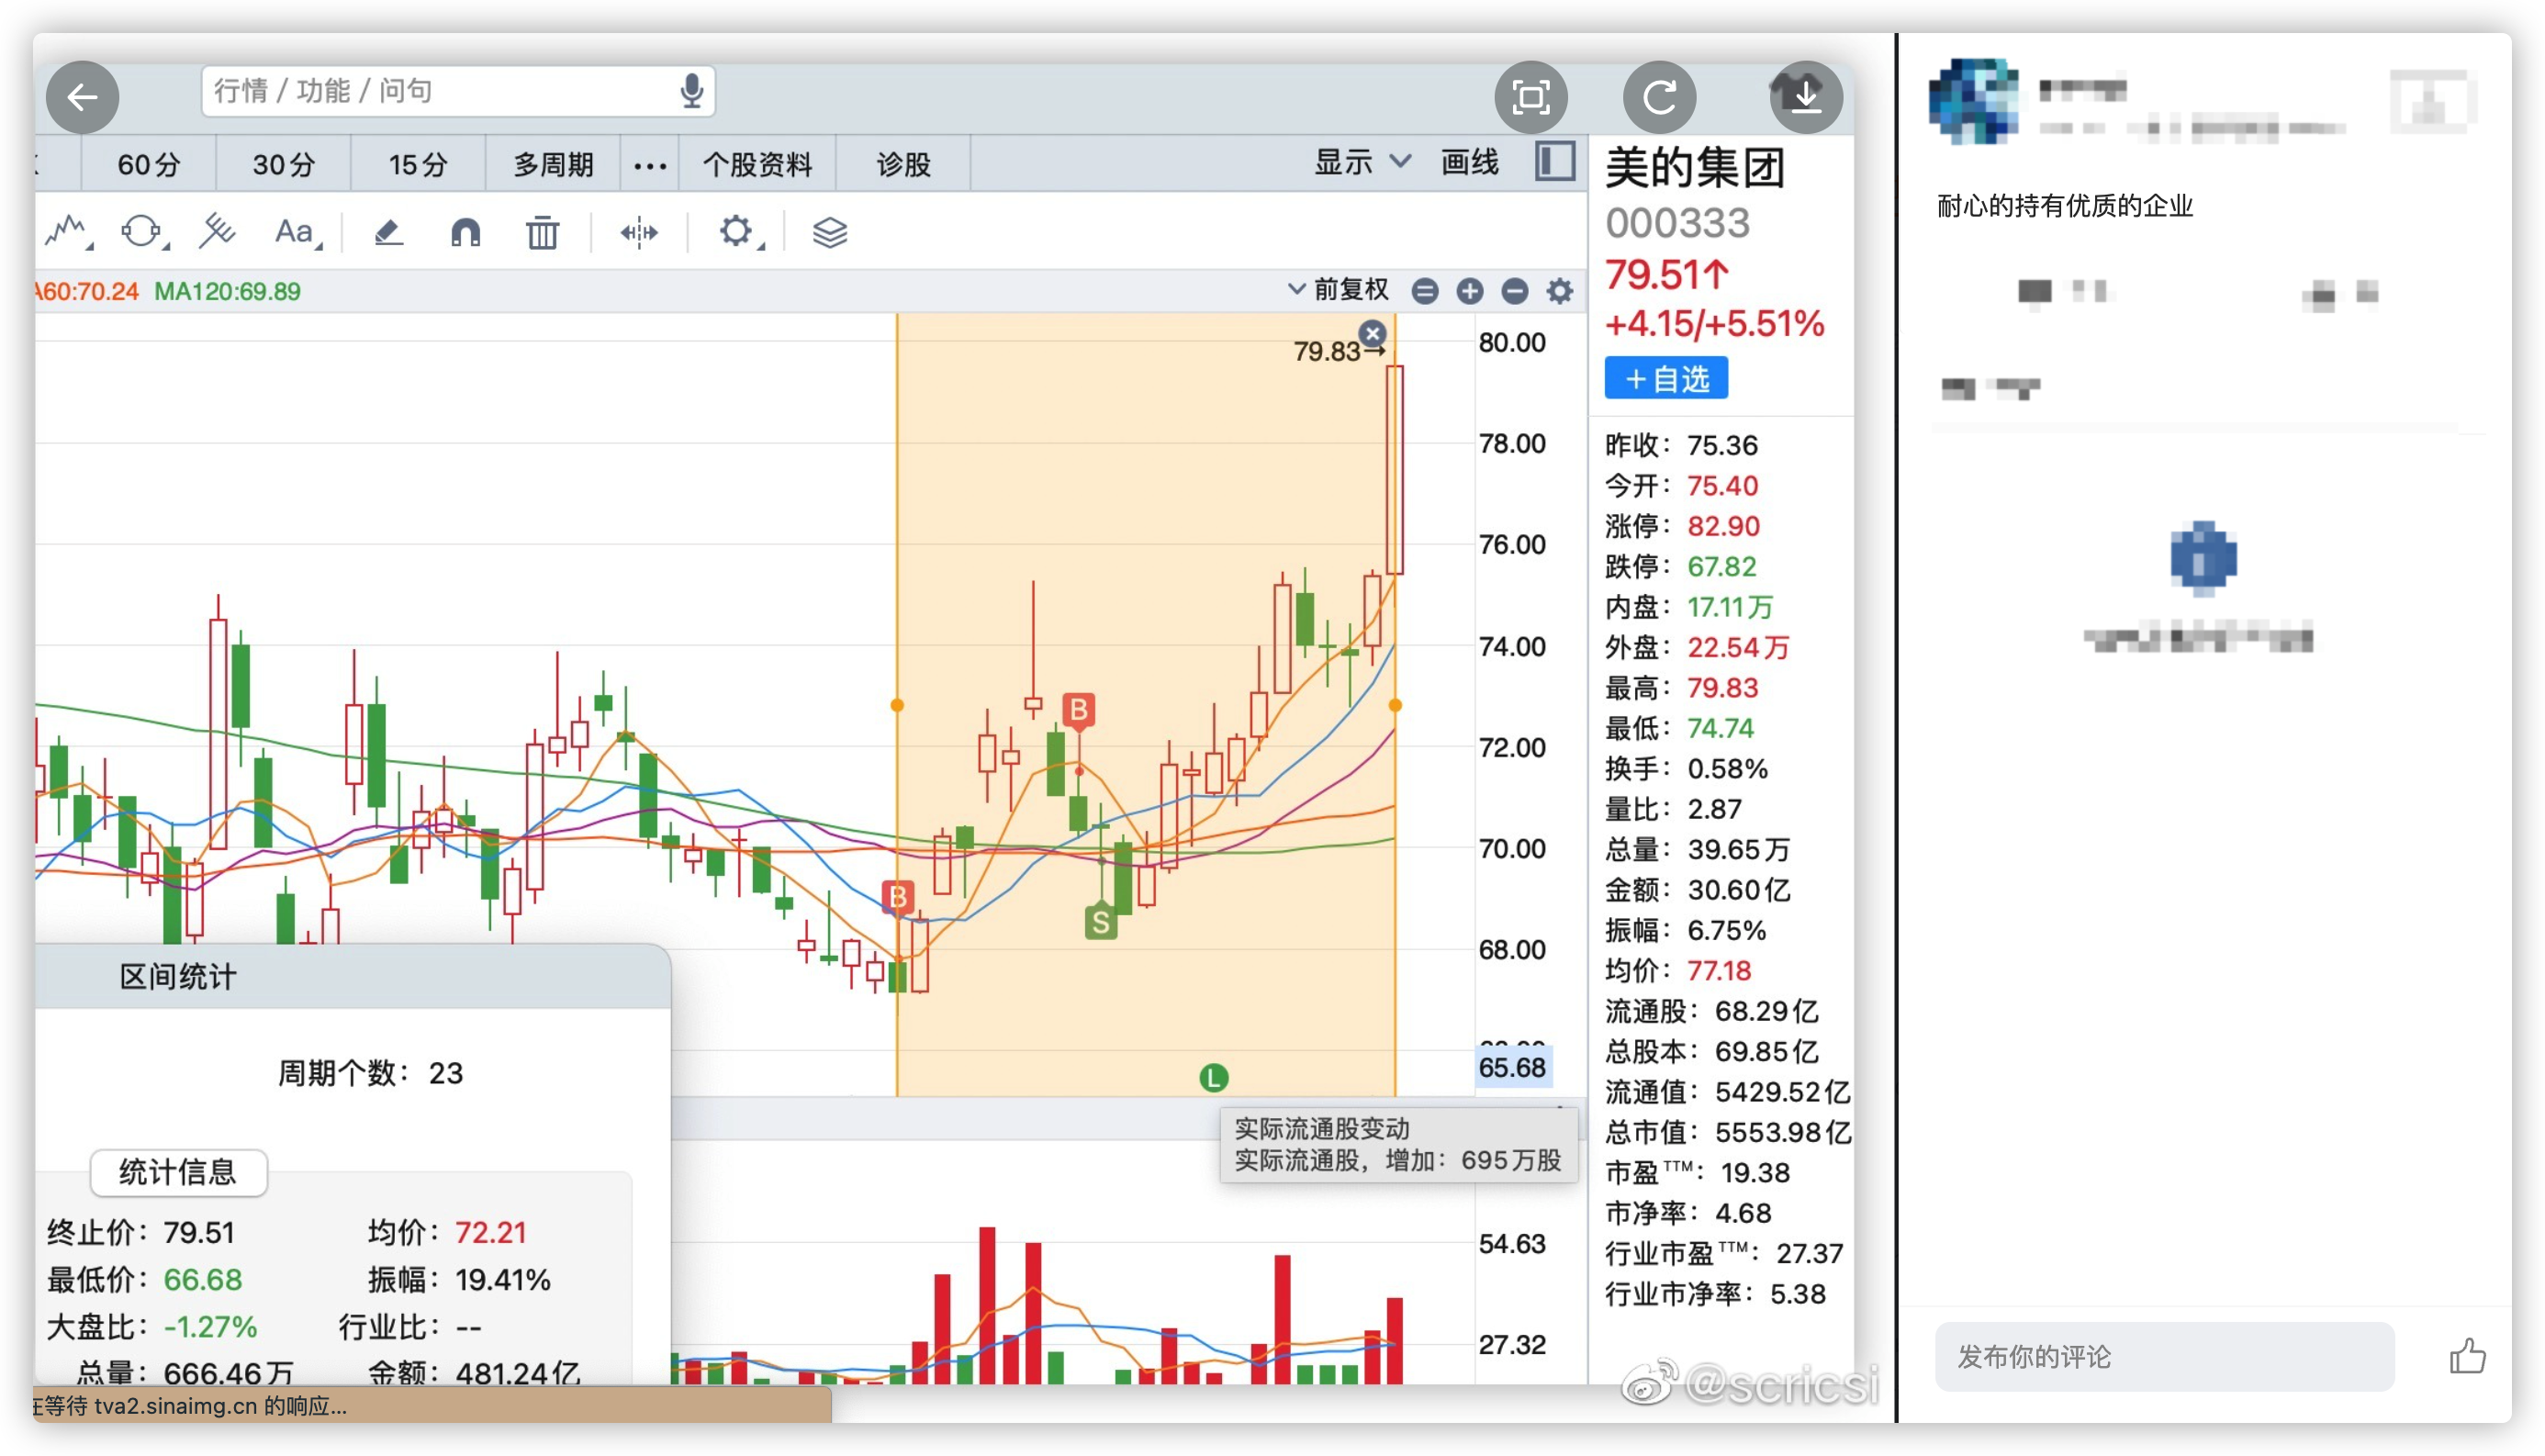 行情 / 功能 / 问句
60分 30分 15分 多周期 ••• 个股资料 诊股 显示 画线
Aa
A60:70.24 MA120:69.89
前复权
79.83→
80.00
78.00
76.00
74.00
72.00
70.00
68.00
65.68
B
B
S
L
实际流通股变动
实际流通股，增加：695万股
54.63
27.32
区间统计
周期个数：23
统计信息
终止价：79.51 均价：72.21
最低价：66.68 振幅：19.41%
大盘比：-1.27% 行业比：--
总量：666.46万 金额：481.24亿
在等待 tva2.sinaimg.cn 的响应...
美的集团
000333
79.51↑
+4.15/+5.51%
+自选
昨收：75.36
今开：75.40
涨停：82.90
跌停：67.82
内盘：17.11万
外盘：22.54万
最高：79.83
最低：74.74
换手：0.58%
量比：2.87
总量：39.65万
金额：30.60亿
振幅：6.75%
均价：77.18
流通股：68.29亿
总股本：69.85亿
流通值：5429.52亿
总市值：5553.98亿
市盈TTM：19.38
市净率：4.68
行业市盈TTM：27.37
行业市净率：5.38
@scricsi
耐心的持有优质的企业
发布你的评论